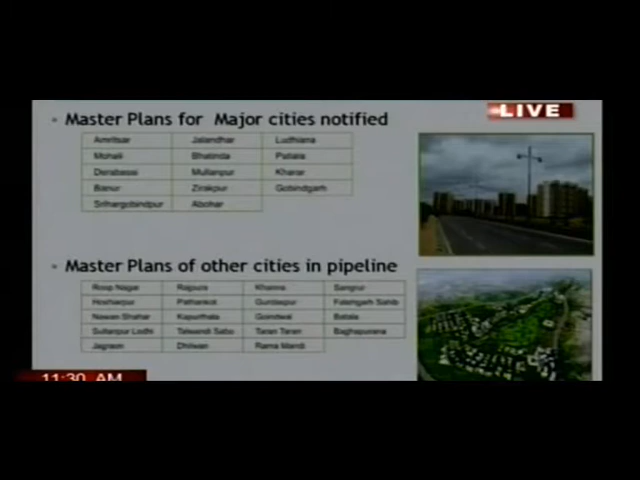 LIVE
Master Plans for Major cities notified
Amritsar Jalandhar Ludhiana
Mohali Bhatinda Patiala
Derabassi Mullanpur Kharar
Banur Zirakpur Gobindgarh
Srihargobindpur Abohar
Master Plans of other cities in pipeline
Roop Nagar Rajpura Khanna Sangrur
Hoshiarpur Pathankot Gurdaspur Fatehgarh Sahib
Nawan Shahar Kapurthala Goindwal Batala
Sultanpur Lodhi Talwandi Sabo Taran Taran Baghapurana
Jagraon Dhilwan Rama Mandi
11:30 AM